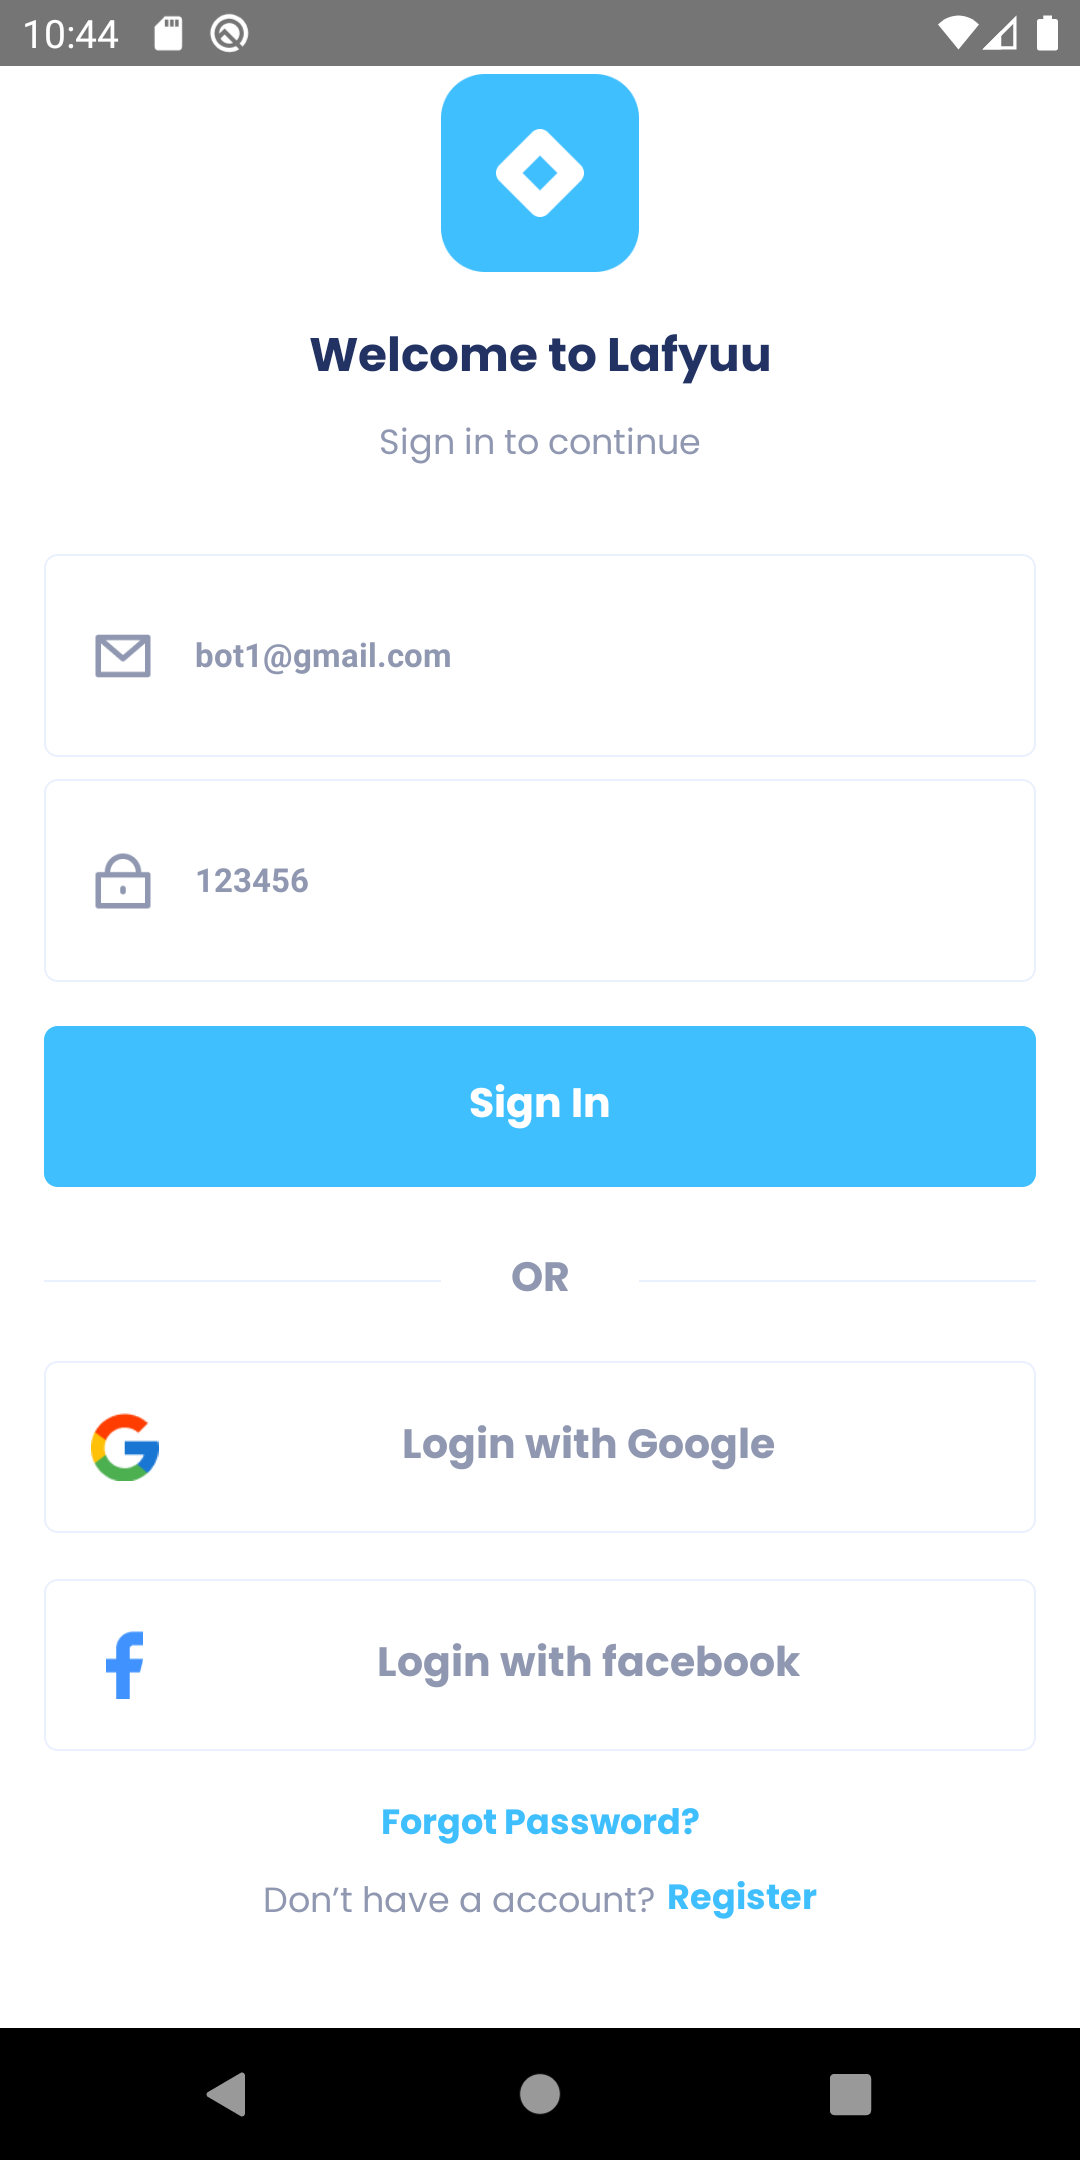 10:44
Welcome to Lafyuu
Sign in to continue
bot1@gmail.com
123456
Sign In
OR
Login with Google
Login with facebook
Forgot Password?
Don’t have a account? Register